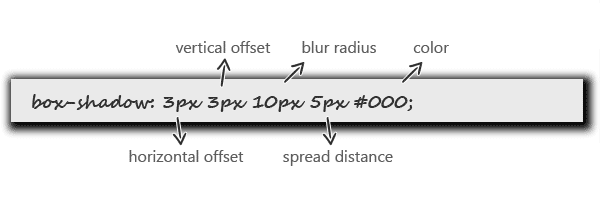 vertical offset blur radius color
box-shadow: 3px 3px 10px 5px #000;
horizontal offset spread distance